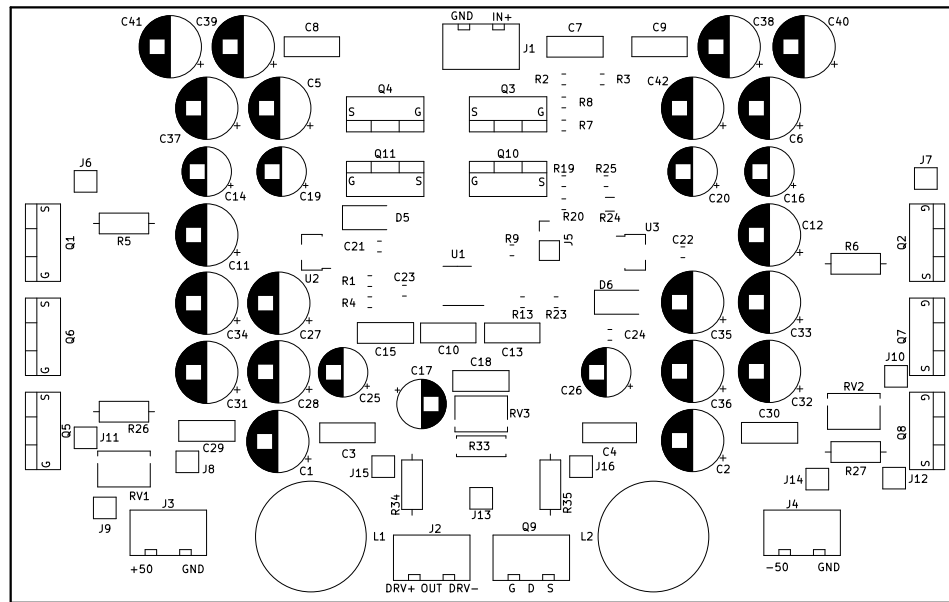 C41 C39 C8 GND IN+ J1 C7 C9 C38 C40
R2 R3
C5 Q4 Q3 R8 C42
S G S G R7
C37 C6
J6 Q11 Q10 R19 R25 J7
G S G S
C14 C19 C20 C16
S R5 D5 R20 R24 C12 G
Q1 C11 C21 U1 R9 J5 U3 C22 R6 Q2
G U2 S
R1 C23 D6
R4
S C34 C27 R13 R23 C35 C33 G
Q6 C15 C10 C13 C24 Q7
G C18 J10 S
C31 C28 C25 C17 C26 C36 C32 RV2
S RV3 C30 G
Q5 R26 C29 C3 R33 C4 Q8
G J11 J8 C1 J15 J16 C2 R27 S
RV1 R34 R35 J14 J12
J9 J3 J13 J4
L1 J2 Q9 L2
+50 GND -50 GND
DRV+ OUT DRV- G D S